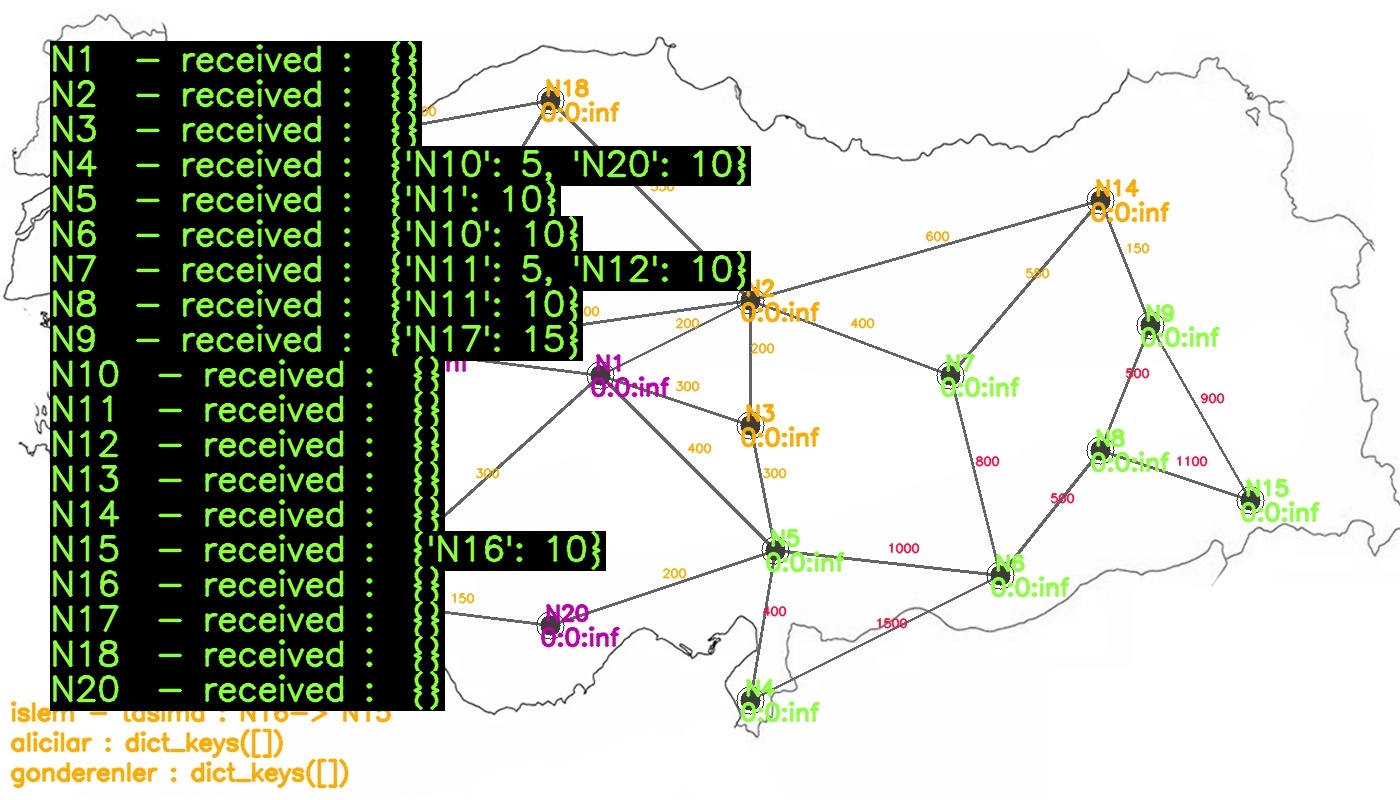 N1 - received : {}
N2 - received : {}
N3 - received : {}
N4 - received : {'N10': 5, 'N20': 10}
N5 - received : {'N1': 10}
N6 - received : {'N10': 10}
N7 - received : {'N11': 5, 'N12': 10}
N8 - received : {'N11': 10}
N9 - received : {'N17': 15}
N10 - received : {}
N11 - received : {}
N12 - received : {}
N13 - received : {}
N14 - received : {}
N15 - received : {'N16': 10}
N16 - received : {}
N17 - received : {}
N18 - received : {}
N20 - received : {}
islem - tasima : N16-> N15
alicilar : dict_keys([])
gonderenler : dict_keys([])
N18
0:0:inf
N14
0:0:inf
600
150
550
N2
0:0:inf
200
400
200
N9
0:0:inf
N1
0:0:inf
300
N7
0:0:inf
500
900
N3
0:0:inf
400
300
300
800
N8
0:0:inf
1100
500
N15
0:0:inf
N5
0:0:inf
1000
200
N6
0:0:inf
150
N20
0:0:inf
400
1500
N4
0:0:inf